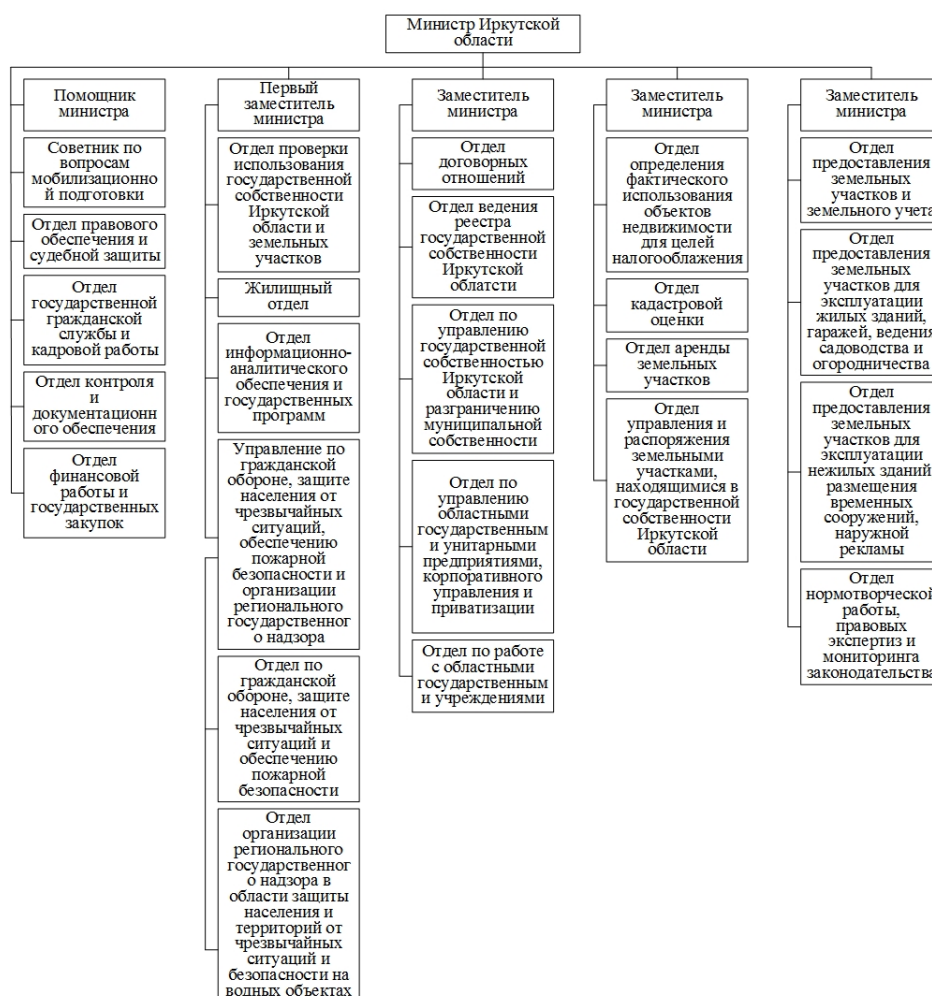 Министр Иркутской
области
Помощник
министра
Советник по
вопросам
мобилизационно
й подготовки
Отдел правового
обеспечения и
судебной защиты
Отдел
государственной
гражданской
службы и
кадровой работы
Отдел контроля
и
документационн
ого обеспечения
Отдел
финансовой
работы и
государственных
закупок
Первый
заместитель
министра
Отдел проверки
использования
государственной
собственности
Иркутской
области и
земельных
участков
Жилищный
отдел
Отдел
информационно-
аналитического
обеспечения и
государственных
программ
Управление по
гражданской
обороне, защите
населения от
чрезвычайных
ситуаций,
обеспечению
пожарной
безопасности и
организации
регионального
государственног
о надзора
Отдел по
гражданской
обороне, защите
населения от
чрезвычайных
ситуаций и
обеспечению
пожарной
безопасности
Отдел
организации
регионального
государственног
о надзора в
области защиты
населения и
территорий от
чрезвычайных
ситуаций и
безопасности на
водных объектах
Заместитель
министра
Отдел
договорных
отношений
Отдел ведения
реестра
государственной
собственности
Иркутской
облатсти
Отдел по
управлению
государственной
собственностью
Иркутской
области и
разграничению
муниципальной
собственности
Отдел по
управлению
областными
государственным
и унитарными
предприятиями,
корпоративного
управления и
приватизации
Отдел по работе
с областными
государственным
и учреждениями
Заместитель
министра
Отдел
определения
фактического
использования
объектов
недвижимости
для целей
налогооблажения
Отдел
кадастровой
оценки
Отдел аренды
земельных
участков
Отдел
управления и
распоряжения
земельными
участками,
находящимися в
государственной
собственности
Иркутской
области
Заместитель
министра
Отдел
предоставления
земельных
участков и
земельного учета
Отдел
предоставления
земельных
участков для
эксплуатации
жилых зданий,
гаражей, ведения
садоводства и
огородничества
Отдел
предоставления
земельных
участков для
эксплуатации
нежилых зданий,
размещения
временных
сооружений,
наружной
рекламы
Отдел
нормотворческой
работы,
правовых
экспертиз и
мониторинга
законодательства